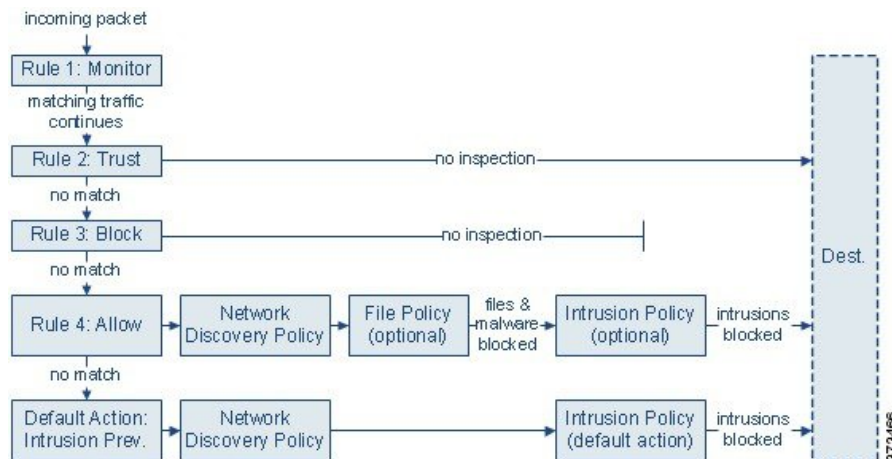 incoming packet
Rule 1: Monitor
matching traffic
continues
Rule 2: Trust
no inspection
no match
Rule 3: Block
no inspection
no match
Rule 4: Allow
Network
Discovery Policy
File Policy
(optional)
files &
malware
blocked
Intrusion Policy
(optional)
intrusions
blocked
Dest.
no match
Default Action:
Intrusion Prev.
Network
Discovery Policy
Intrusion Policy
(default action)
intrusions
blocked